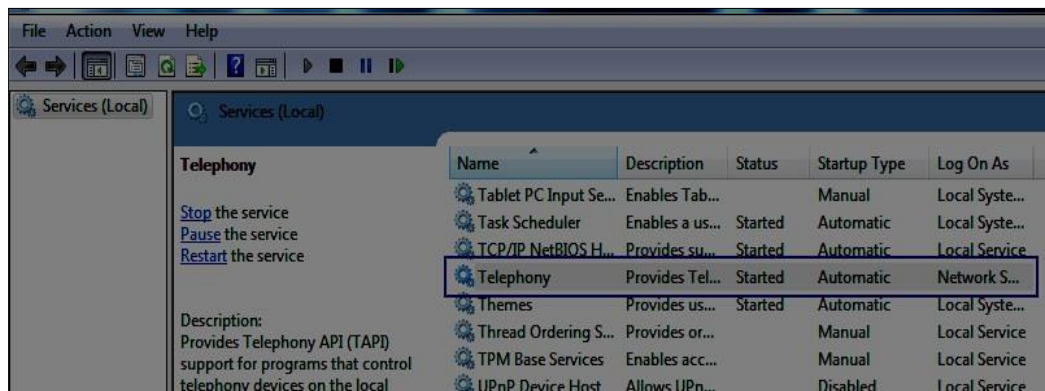 File Action View Help
Services (Local)
Services (Local)
Telephony
Stop the service
Pause the service
Restart the service
Description:
Provides Telephony API (TAPI)
support for programs that control
telephony devices on the local
Name Description Status Startup Type Log On As
Tablet PC Input Se... Enables Tab... Manual Local Syste...
Task Scheduler Enables a us... Started Automatic Local Syste...
TCP/IP NetBIOS H... Provides su... Started Automatic Local Service
Telephony Provides Tel... Started Automatic Network S...
Themes Provides us... Started Automatic Local Syste...
Thread Ordering S... Provides or... Manual Local Service
TPM Base Services Enables acc... Manual Local Service
UPnP Device Host Allows UPn... Disabled Local Service